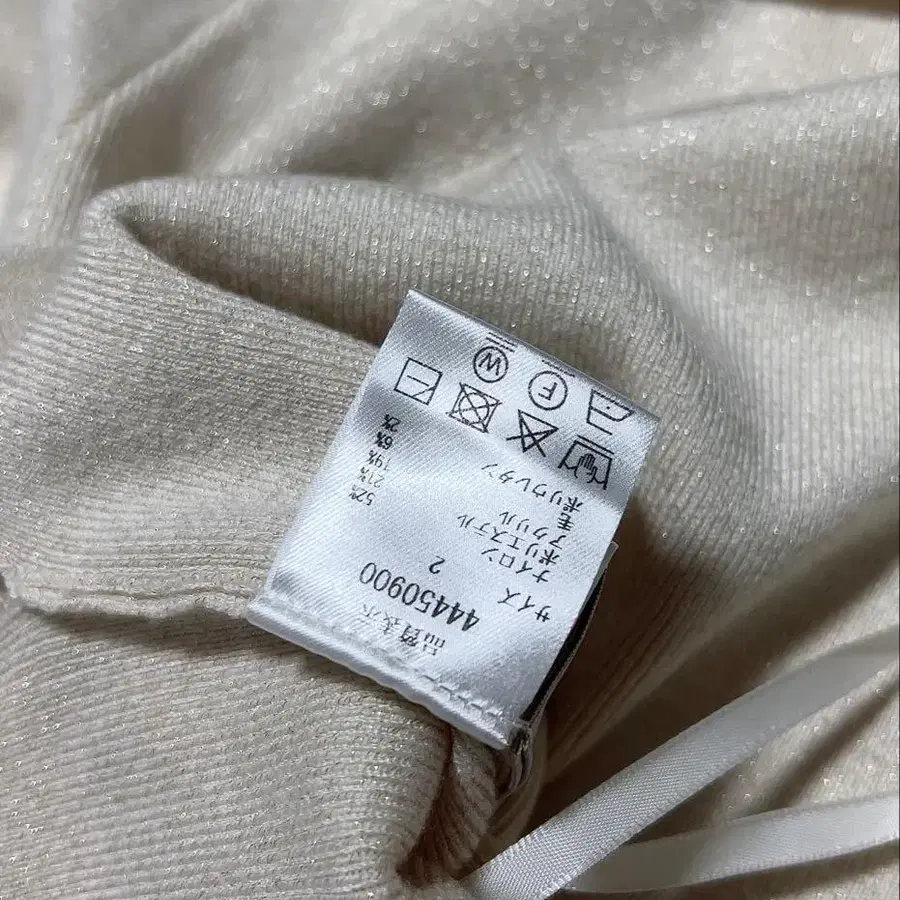 品質表示
44450900
サイズ 2
ナイロン 52%
ポリエステル 21%
アクリル 19%
毛 6%
ポリウレタン 2%
F W